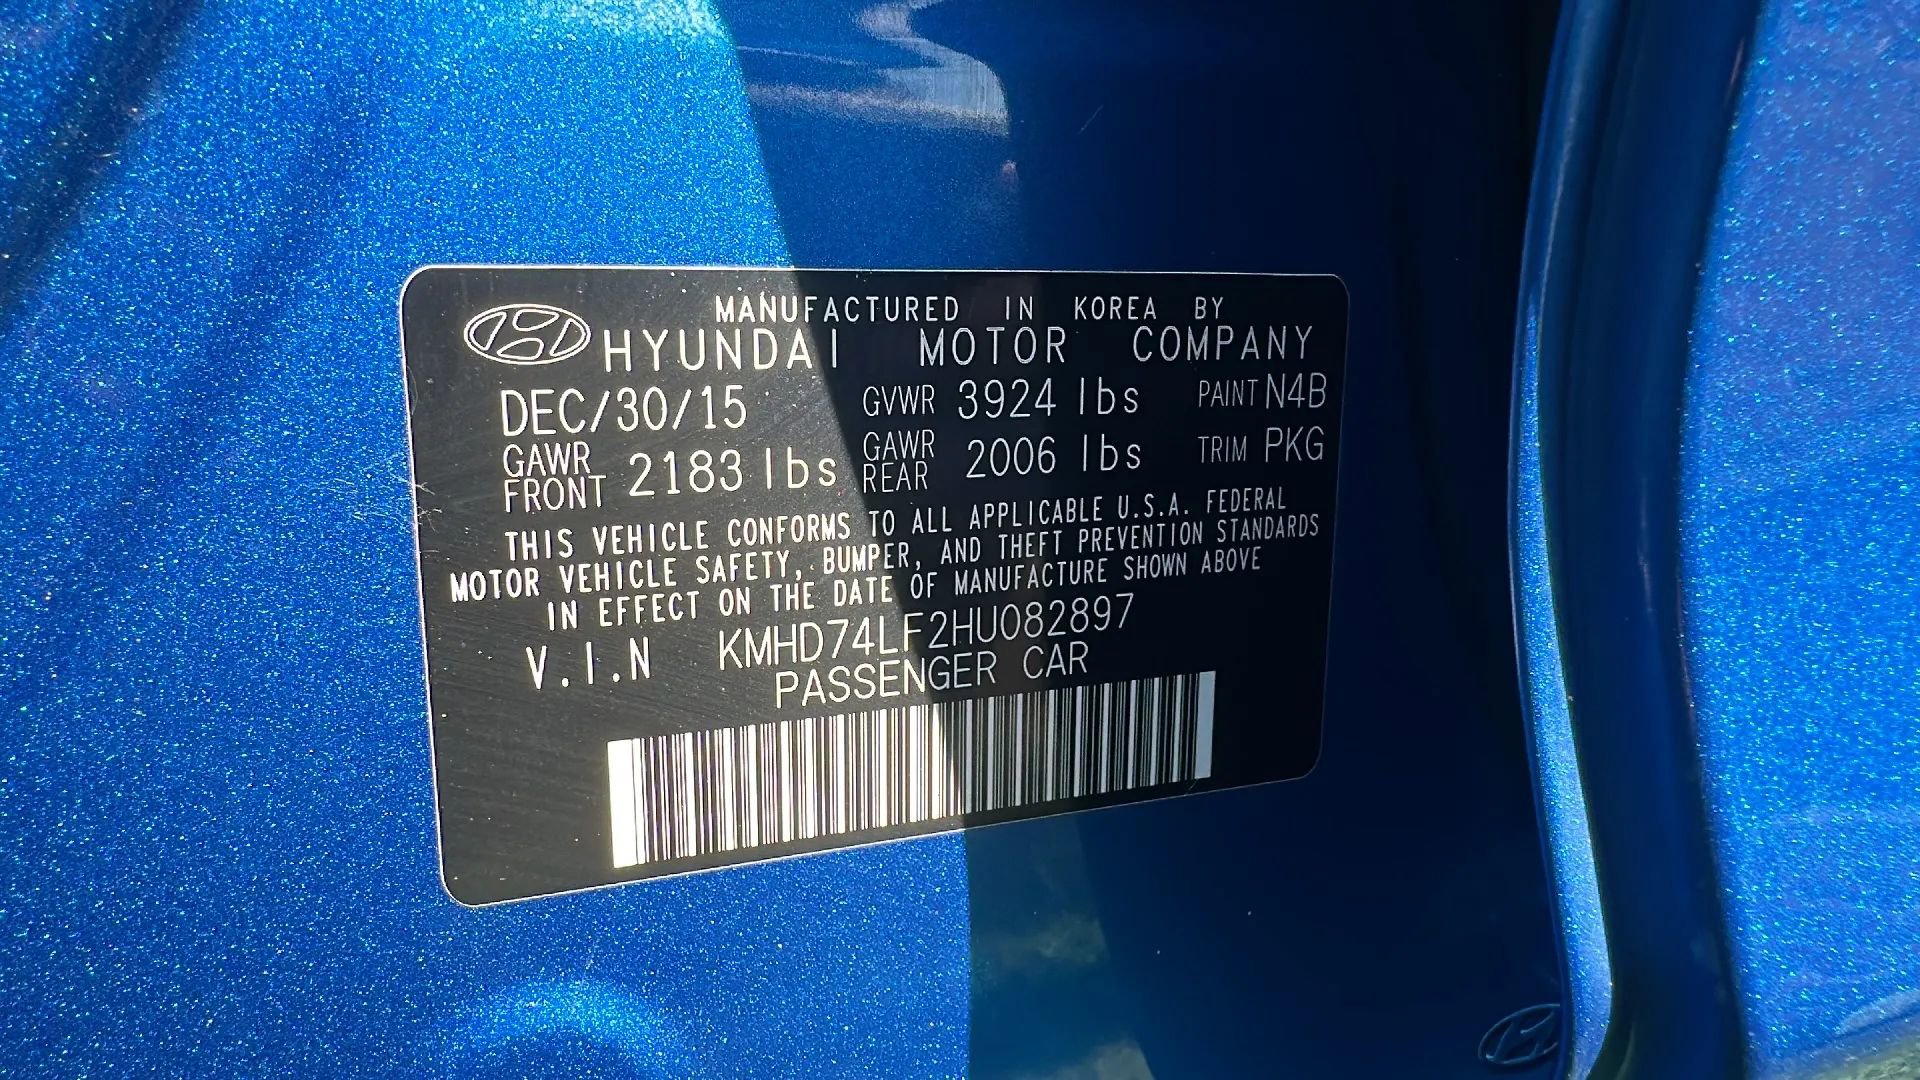 MANUFACTURED IN KOREA BY
HYUNDAI MOTOR COMPANY
DEC/30/15 GVWR 3924 lbs PAINT N4B
GAWR FRONT 2183 lbs GAWR REAR 2006 lbs TRIM PKG
THIS VEHICLE CONFORMS TO ALL APPLICABLE U.S.A. FEDERAL
MOTOR VEHICLE SAFETY, BUMPER, AND THEFT PREVENTION STANDARDS
IN EFFECT ON THE DATE OF MANUFACTURE SHOWN ABOVE
V.I.N KMHD74LF2HU082897
PASSENGER CAR